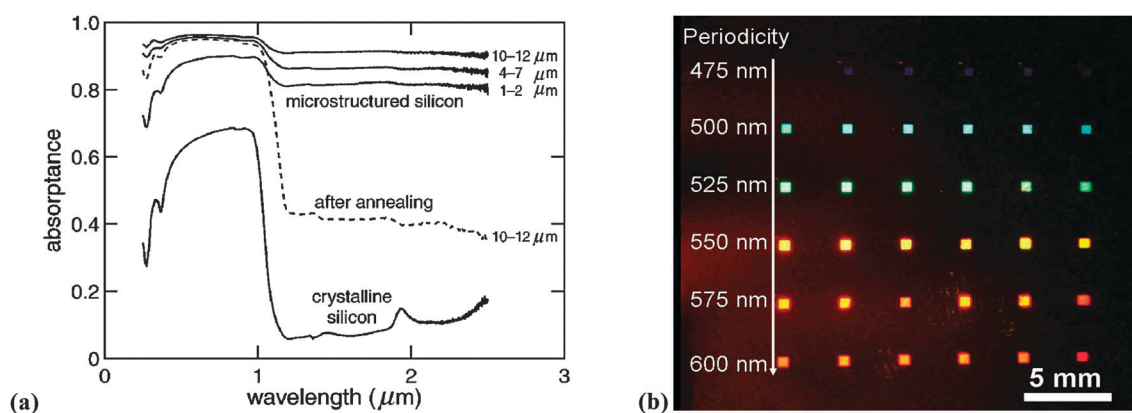 1.0
0.8
0.6
0.4
0.2
0
0
1
2
3
absorptance
wavelength (μm)
10–12 μm
4–7 μm
1–2 μm
microstructured silicon
after annealing
10–12 μm
crystalline
silicon
(a)
Periodicity
475 nm
500 nm
525 nm
550 nm
575 nm
600 nm
5 mm
(b)